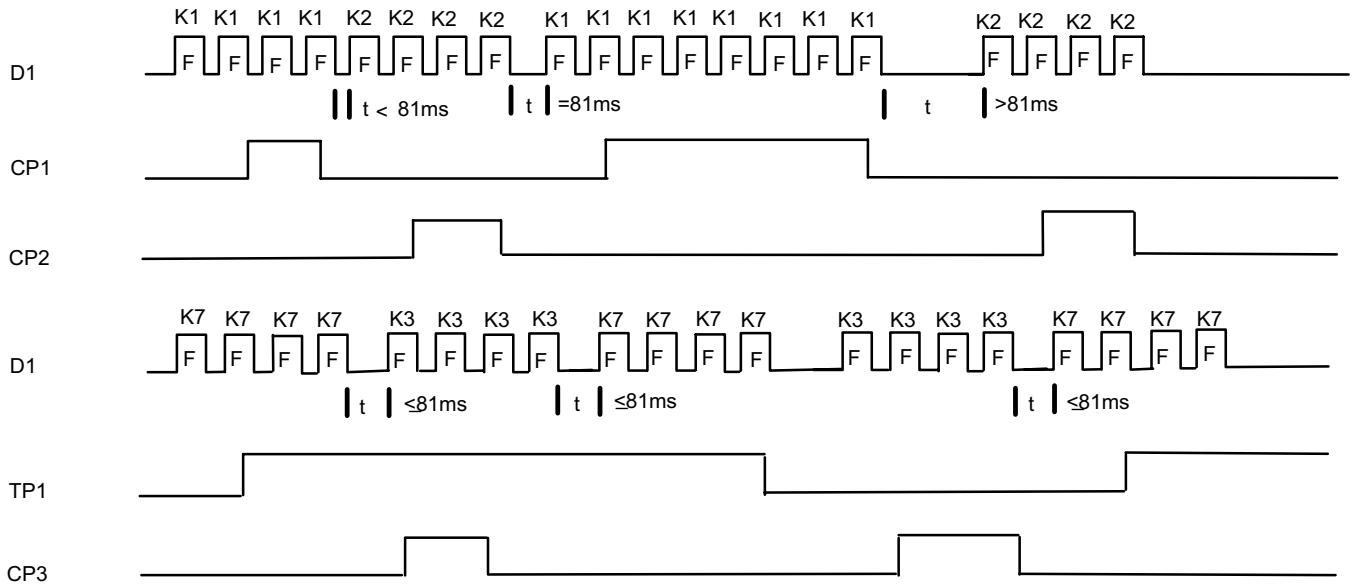 K1 K1 K1 K1 K2 K2 K2 K2 K1 K1 K1 K1 K1 K1 K1 K1 K2 K2 K2 K2
D1 F F F F F F F F F F F F F F F F F F F F
t < 81ms t =81ms t >81ms
CP1
CP2
K7 K7 K7 K7 K3 K3 K3 K3 K7 K7 K7 K7 K3 K3 K3 K3 K7 K7 K7 K7
D1 F F F F F F F F F F F F F F F F F F F F
t ≤81ms t ≤81ms t ≤81ms
TP1
CP3